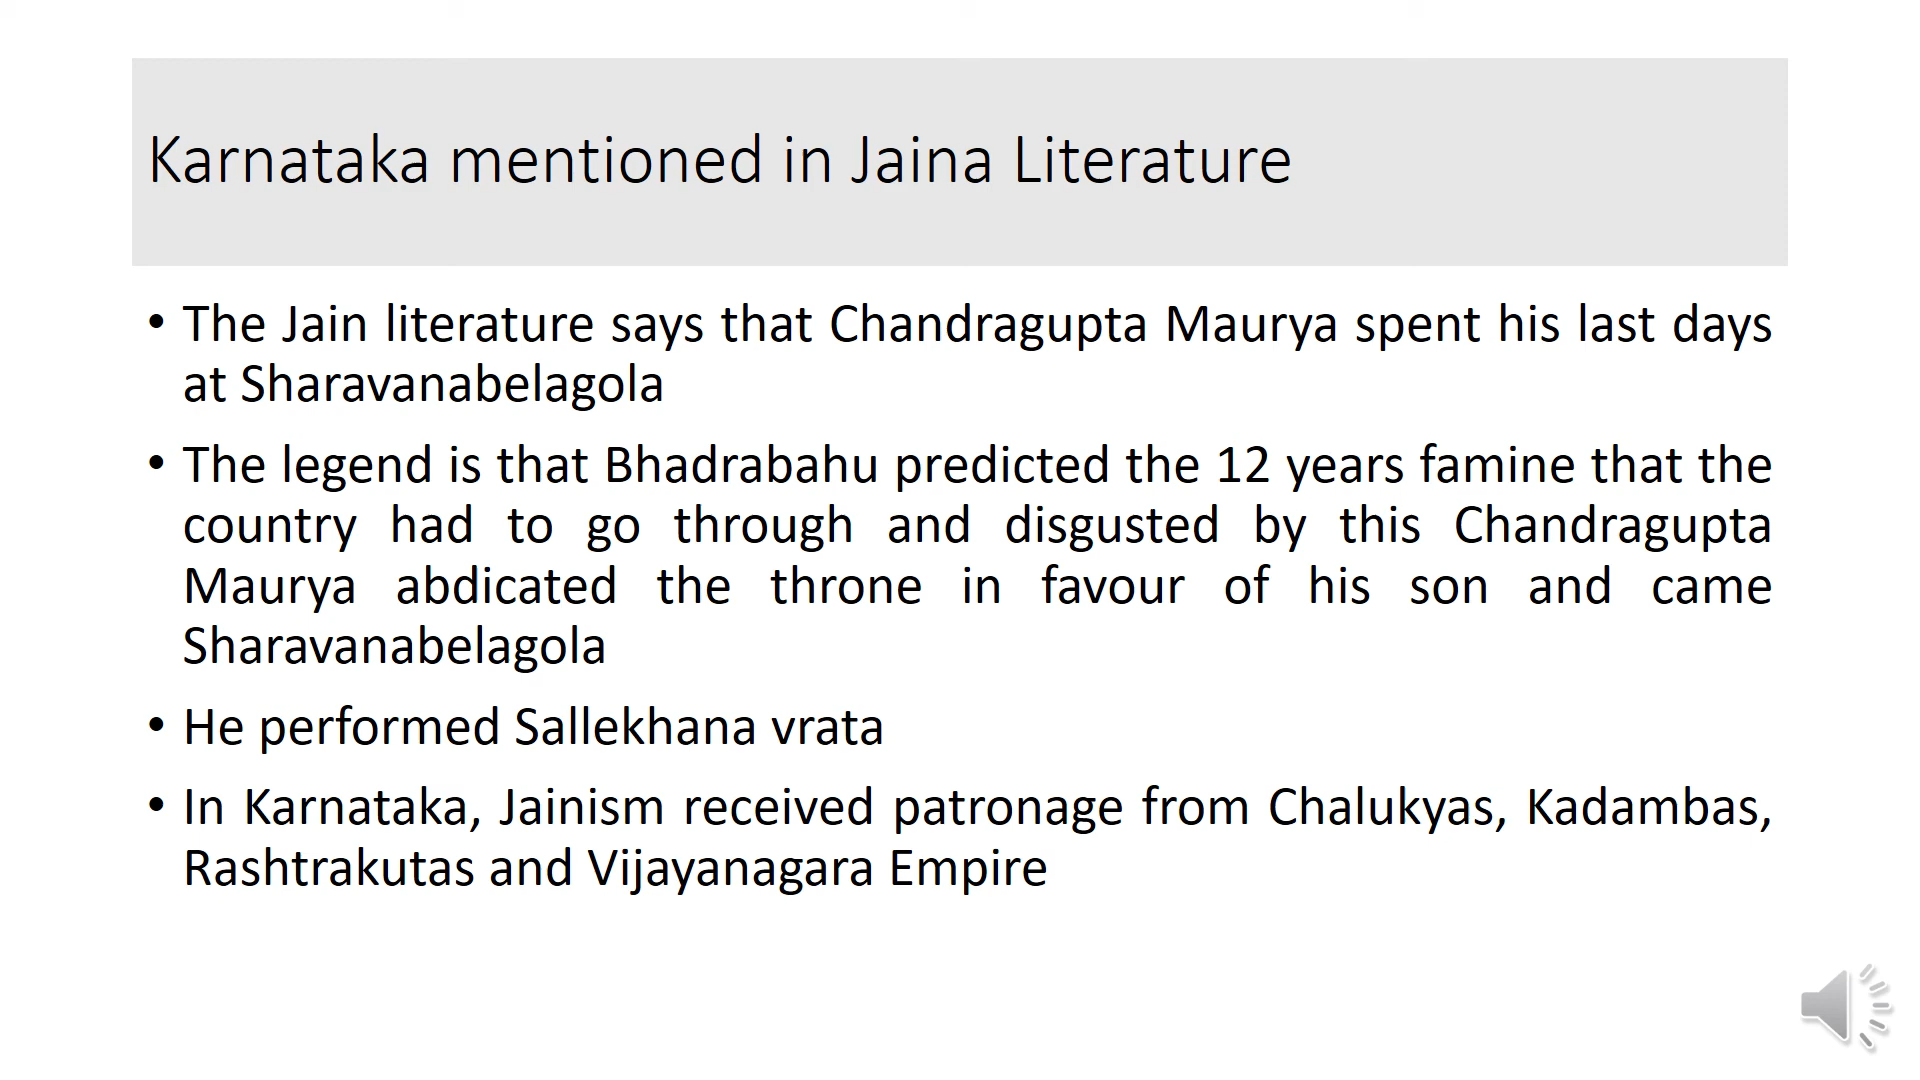 Karnataka mentioned in Jaina Literature
• The Jain literature says that Chandragupta Maurya spent his last days
at Sharavanabelagola
• The legend is that Bhadrabahu predicted the 12 years famine that the
country had to go through and disgusted by this Chandragupta
Maurya abdicated the throne in favour of his son and came
Sharavanabelagola
• He performed Sallekhana vrata
• In Karnataka, Jainism received patronage from Chalukyas, Kadambas,
Rashtrakutas and Vijayanagara Empire